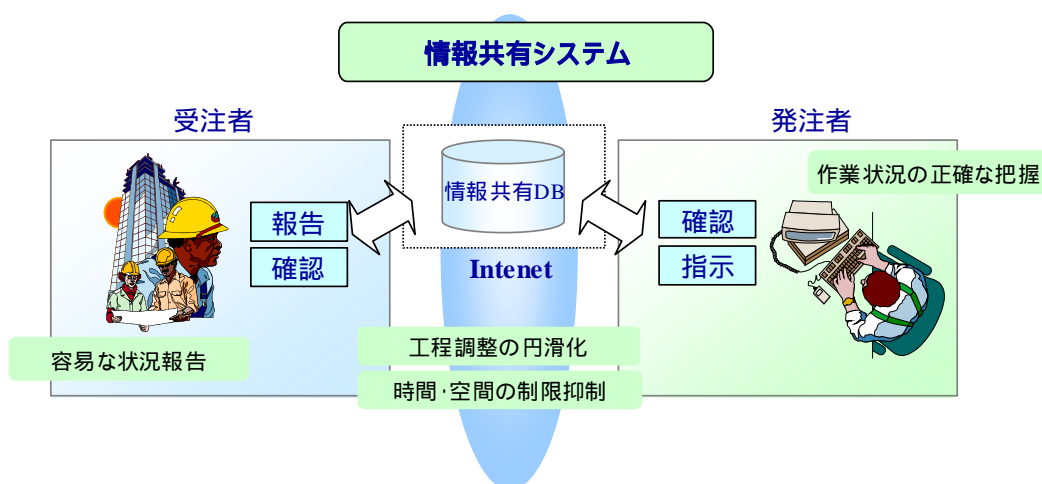 情報共有システム
受注者
発注者
作業状況の正確な把握
情報共有DB
報告
確認
確認
指示
Intenet
容易な状況報告
工程調整の円滑化
時間･空間の制限抑制